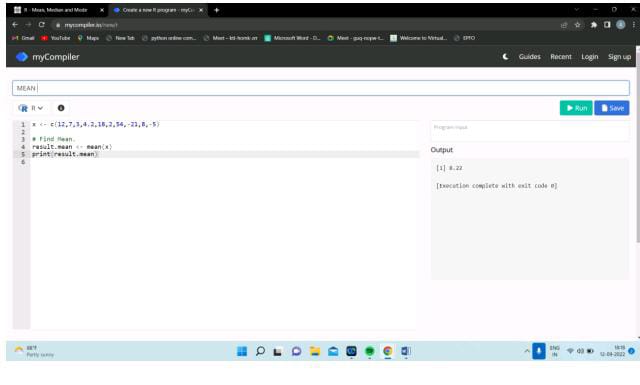 R - Mean, Median and Mode
Create a new R program - myCo
mycompiler.io/new/r
Gmail YouTube Maps New Tab python online com... Meet – Microsoft Word - D... Meet - guq-nopw-t... Welcome to Virtual... EPTO
myCompiler
Guides Recent Login Sign up
MEAN
R
Run Save
1 x <- c(12,7,3,4.2,18,2,54,-21,8,-5)
2
3 # Find Mean.
4 result.mean <- mean(x)
5 print(result.mean)
6
Program input
Output
[1] 8.22
[Execution complete with exit code 0]
88°F
Partly sunny
ENG
IN
18:18
12-09-2022